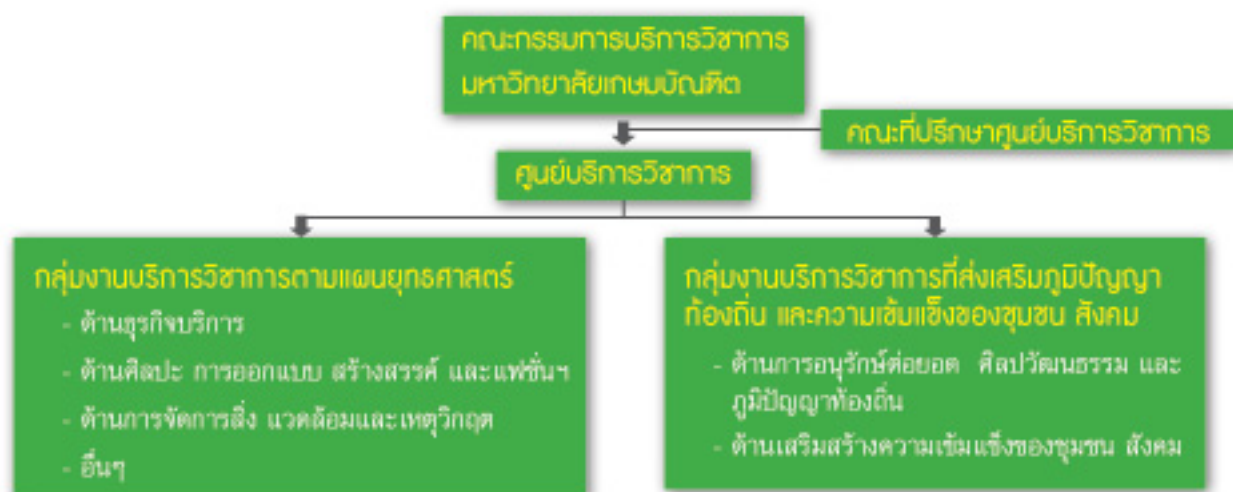 คณะกรรมการบริการวิชาการ
มหาวิทยาลัยเกษมบัณฑิต
คณะที่ปรึกษาศูนย์บริการวิชาการ
ศูนย์บริการวิชาการ
กลุ่มงานบริการวิชาการตามแผนยุทธศาสตร์
- ด้านธุรกิจบริการ
- ด้านศิลปะ การออกแบบ สร้างสรรค์ และแฟชั่นฯ
- ด้านการจัดการสิ่ง แวดล้อมและเหตุวิกฤต
- อื่นๆ
กลุ่มงานบริการวิชาการที่ส่งเสริมภูมิปัญญา
ท้องถิ่น และความเข้มแข็งของชุมชน สังคม
- ด้านการอนุรักษ์ต่อยอด ศิลปวัฒนธรรม และ
ภูมิปัญญาท้องถิ่น
- ด้านเสริมสร้างความเข้มแข็งของชุมชน สังคม